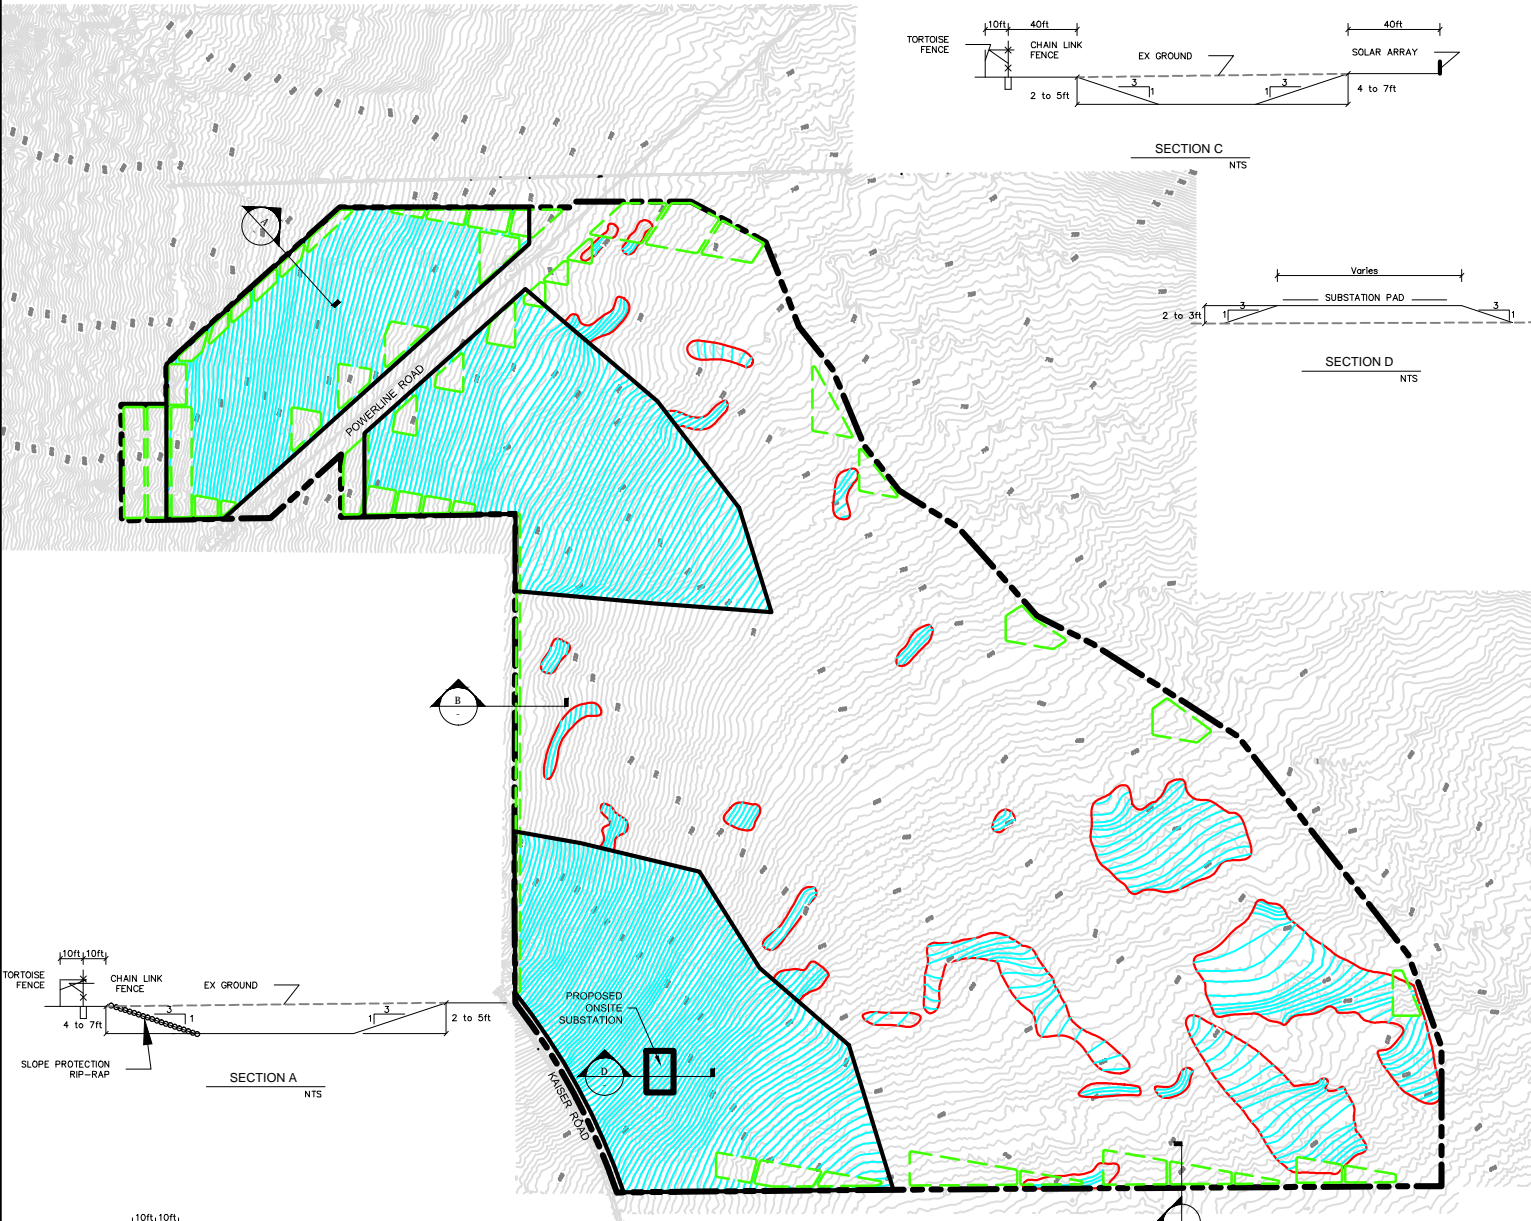 10ft
40ft
40ft
TORTOISE
FENCE
CHAIN LINK
FENCE
EX GROUND
SOLAR ARRAY
3
1
3
1
2 to 5ft
4 to 7ft
SECTION C
NTS
A
Varies
SUBSTATION PAD
3
1
3
1
2 to 3ft
SECTION D
NTS
POWERLINE ROAD
B
-
10ft
10ft
TORTOISE
FENCE
CHAIN LINK
FENCE
EX GROUND
3
1
3
1
4 to 7ft
2 to 5ft
SLOPE PROTECTION
RIP-RAP
SECTION A
NTS
PROPOSED
ONSITE
SUBSTATION
D
-
KAISER ROAD
10ft
10ft